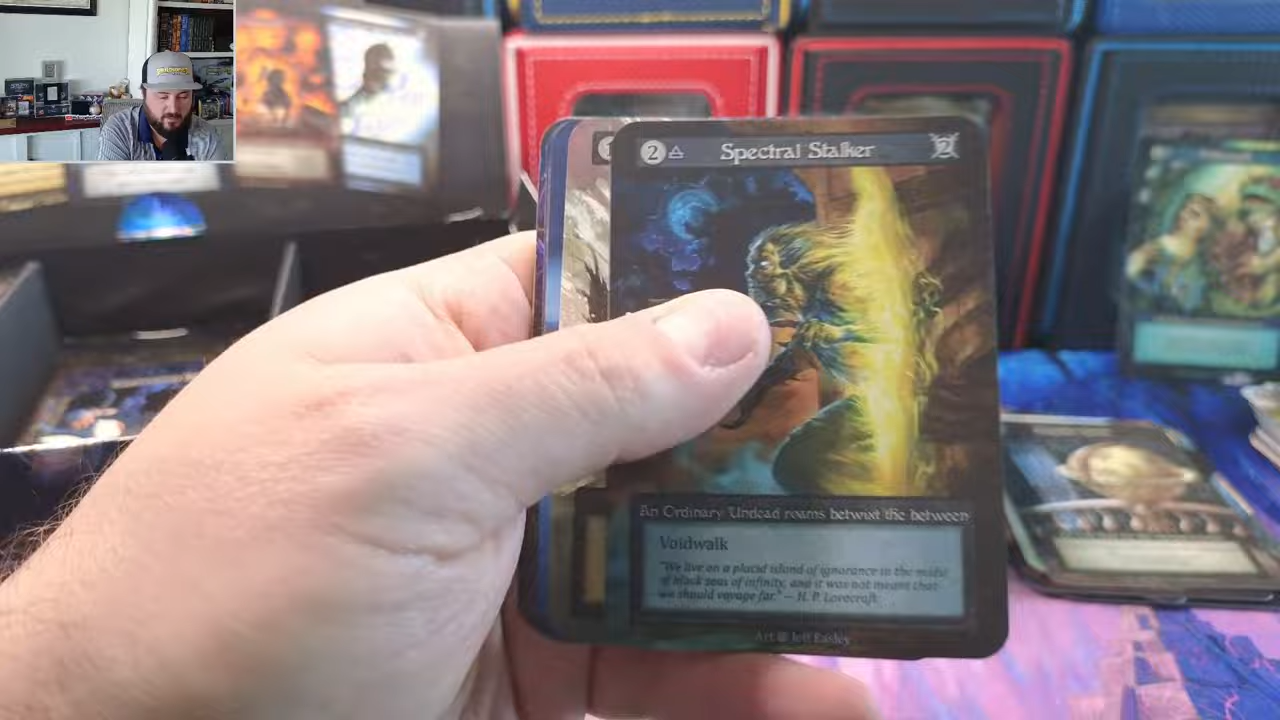 1
2 Spectral Stalker 2
An Ordinary Undead roams betwixt the between
Voidwalk
"We live on a placid island of ignorance in the midst
of black seas of infinity, and it was not meant that
we should voyage far." — H. P. Lovecraft
Art @ Jeff Easley